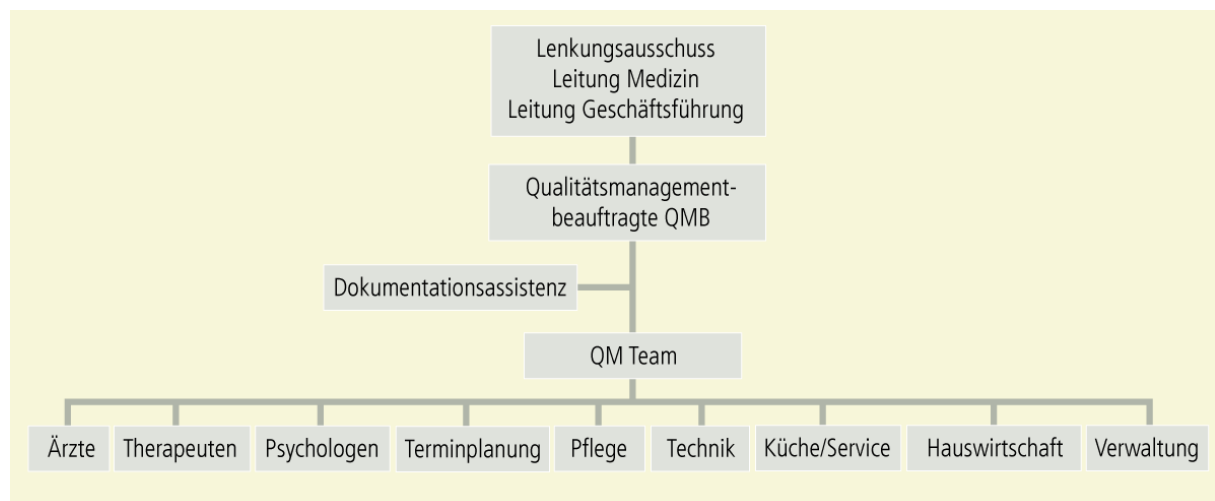 Lenkungsausschuss
Leitung Medizin
Leitung Geschäftsführung
Qualitätsmanagement-
beauftragte QMB
Dokumentationsassistenz
QM Team
Ärzte
Therapeuten
Psychologen
Terminplanung
Pflege
Technik
Küche/Service
Hauswirtschaft
Verwaltung